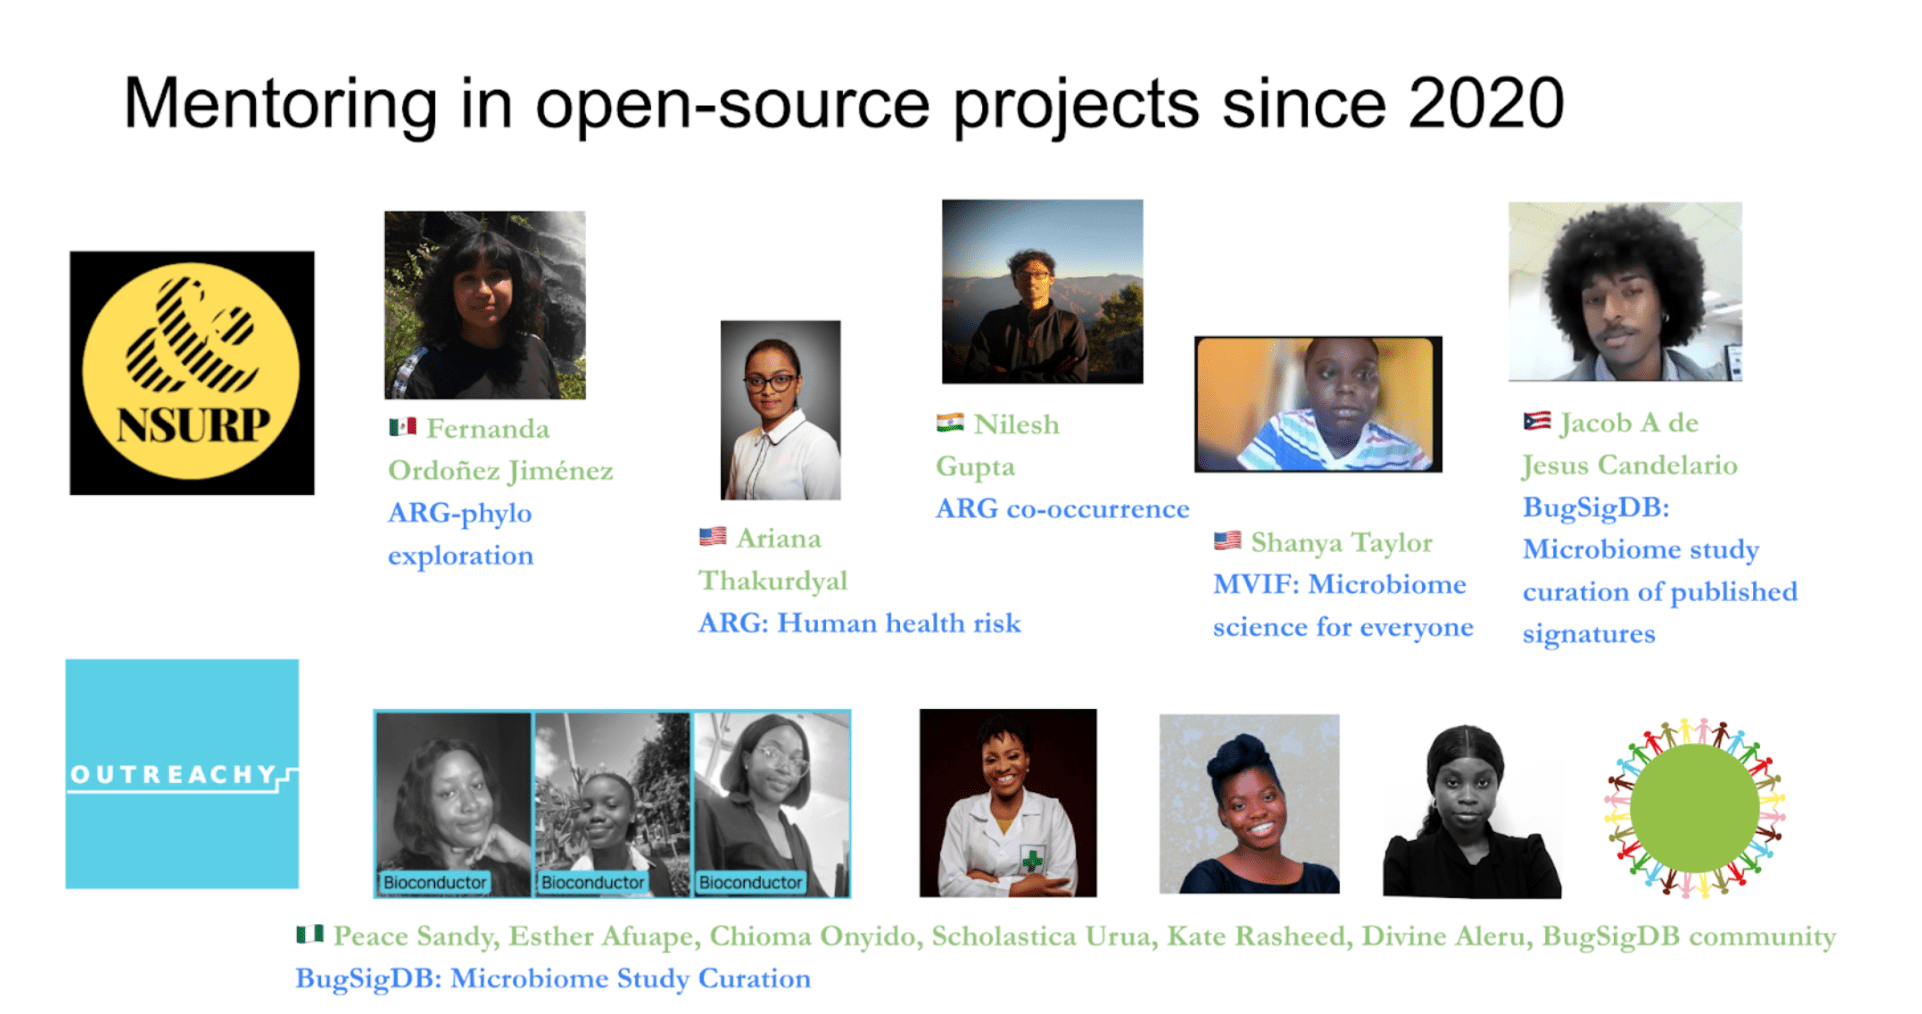 Mentoring in open-source projects since 2020
NSURP
🇲🇽 Fernanda
Ordoñez Jiménez
ARG-phylo
exploration
🇺🇸 Ariana
Thakurdyal
ARG: Human health risk
🇮🇳 Nilesh
Gupta
ARG co-occurrence
🇺🇸 Shanya Taylor
MVIF: Microbiome
science for everyone
🇵🇷 Jacob A de
Jesus Candelario
BugSigDB:
Microbiome study
curation of published
signatures
OUTREACHY
Bioconductor
Bioconductor
Bioconductor
🇳🇬 Peace Sandy, Esther Afuape, Chioma Onyido, Scholastica Urua, Kate Rasheed, Divine Aleru, BugSigDB community
BugSigDB: Microbiome Study Curation